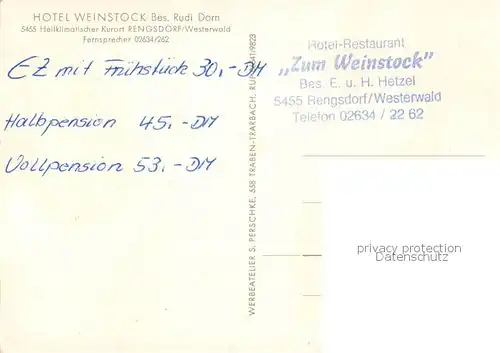 HOTEL WEINSTOCK Bes. Rudi Dorn
5455 Heilklimatischer Kurort RENGSDORF/Westerwald
Fernsprecher 02634/262
EZ mit Frühstück 30,-DM
Halbpension 45,-DM
Vollpension 53,-DM
WERBEATELIER S. PERSCHKE, 558 TRABEN-TRARBACH, RUF
Hotel-Restaurant
„Zum Weinstock"
Bes. E. u. H. Hetzel
5455 Rengsdorf/Westerwald
Telefon 02634 / 22 62
privacy protection
Datenschutz